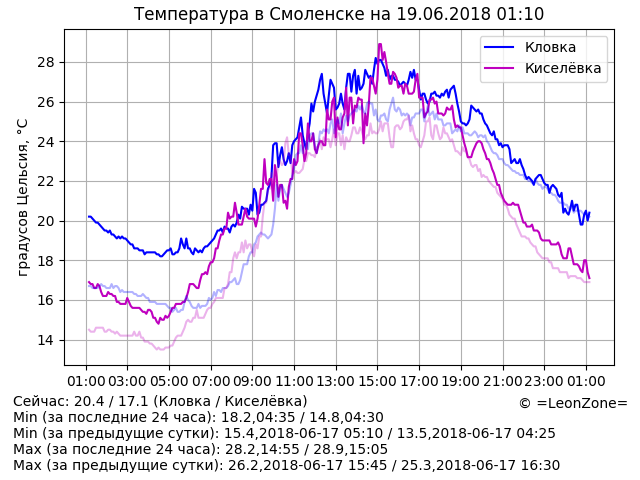 Температура в Смоленске на 19.06.2018 01:10
градусов Цельсия, °C
28
26
24
22
20
18
16
14
Кловка
Киселёвка
01:00 03:00 05:00 07:00 09:00 11:00 13:00 15:00 17:00 19:00 21:00 23:00 01:00
Сейчас: 20.4 / 17.1 (Кловка / Киселёвка)
© =LeonZone=
Min (за последние 24 часа): 18.2,04:35 / 14.8,04:30
Min (за предыдущие сутки): 15.4,2018-06-17 05:10 / 13.5,2018-06-17 04:25
Max (за последние 24 часа): 28.2,14:55 / 28.9,15:05
Max (за предыдущие сутки): 26.2,2018-06-17 15:45 / 25.3,2018-06-17 16:30